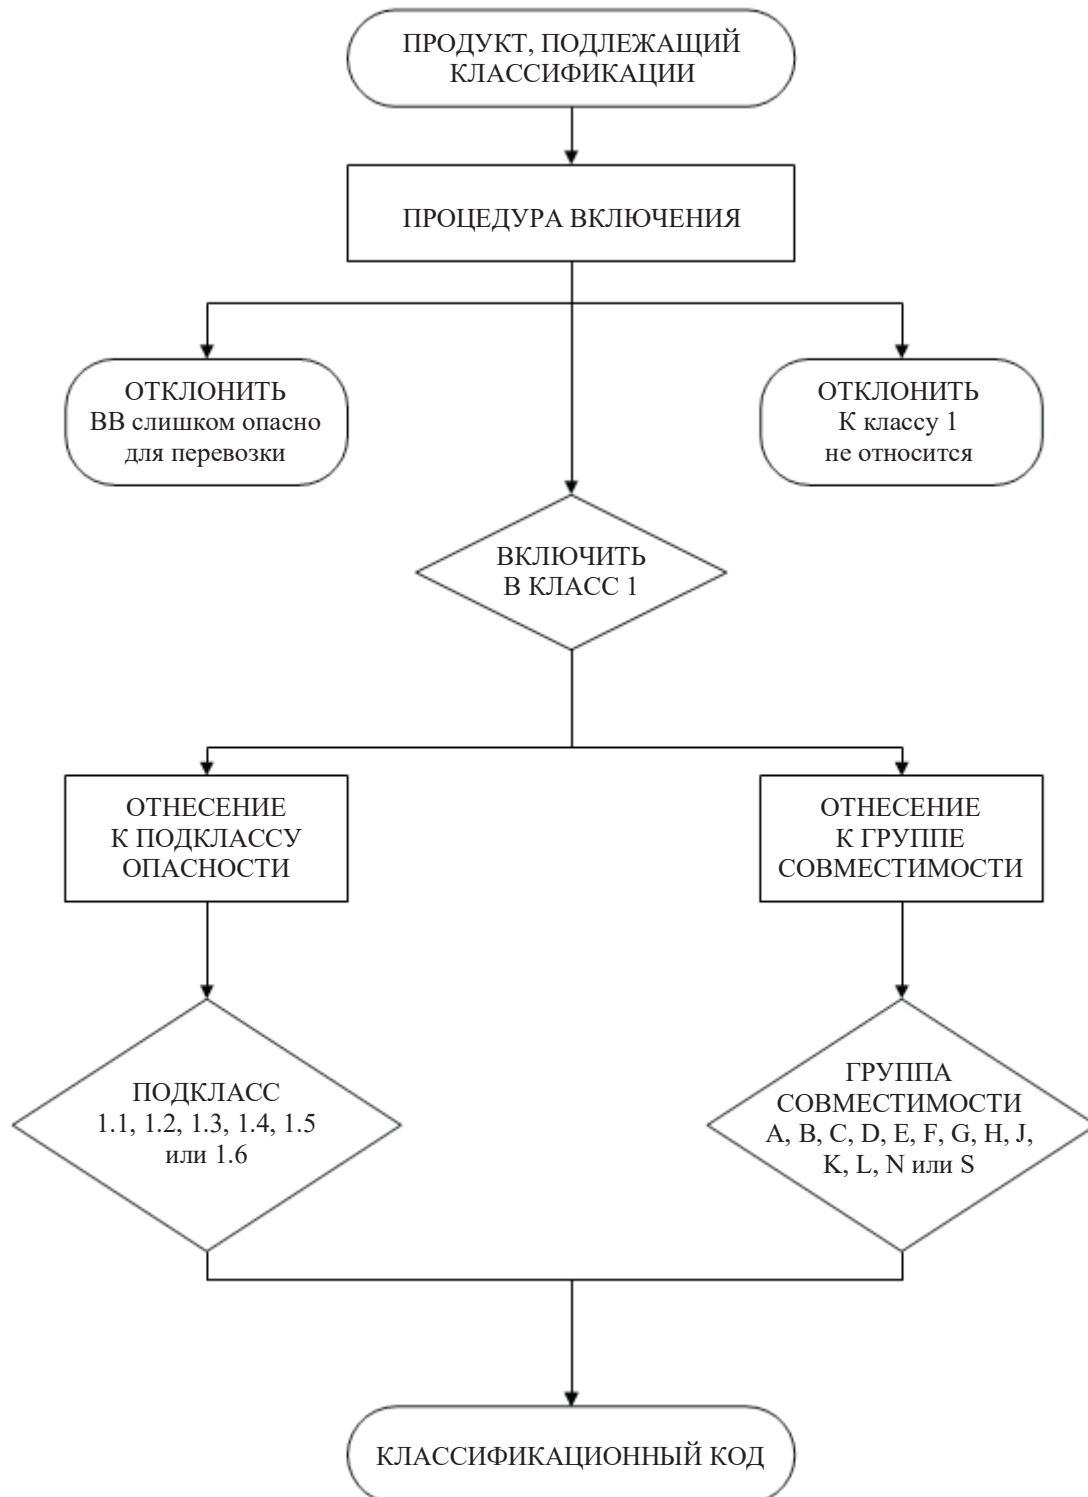 ПРОДУКТ, ПОДЛЕЖАЩИЙ
КЛАССИФИКАЦИИ
ПРОЦЕДУРА ВКЛЮЧЕНИЯ
ОТКЛОНИТЬ
ВВ слишком опасно
для перевозки
ОТКЛОНИТЬ
К классу 1
не относится
ВКЛЮЧИТЬ
В КЛАСС 1
ОТНЕСЕНИЕ
К ПОДКЛАССУ
ОПАСНОСТИ
ОТНЕСЕНИЕ
К ГРУППЕ
СОВМЕСТИМОСТИ
ПОДКЛАСС
1.1, 1.2, 1.3, 1.4, 1.5
или 1.6
ГРУППА
СОВМЕСТИМОСТИ
A, B, C, D, E, F, G, H, J,
K, L, N или S
КЛАССИФИКАЦИОННЫЙ КОД